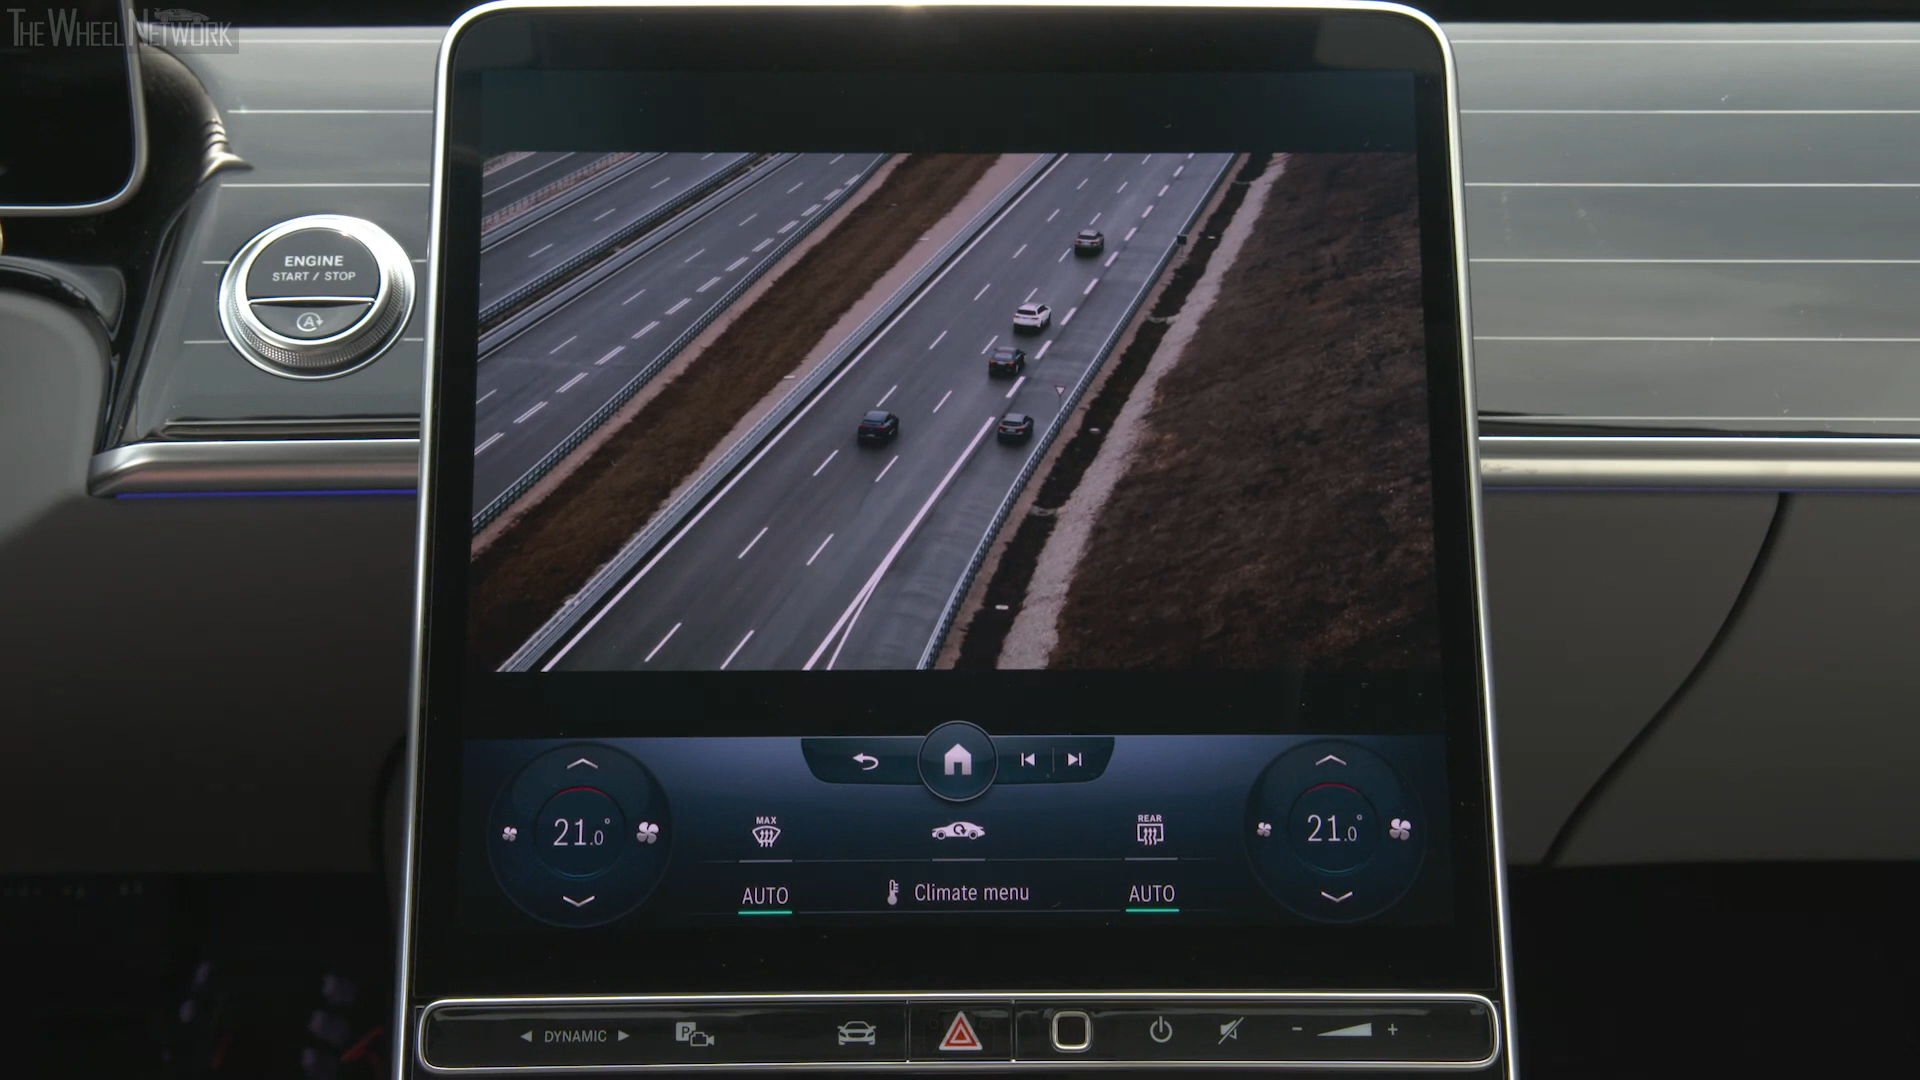 THEWHEELNETWORK
ENGINE
START / STOP
A
MAX
REAR
21.0°
21.0°
AUTO
Climate menu
AUTO
DYNAMIC
P